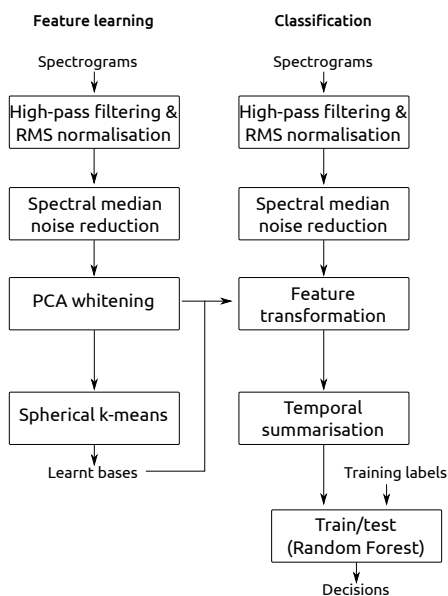 Feature learning
Spectrograms
High-pass filtering &
RMS normalisation
Spectral median
noise reduction
PCA whitening
Spherical k-means
Learnt bases
Classification
Spectrograms
High-pass filtering &
RMS normalisation
Spectral median
noise reduction
Feature
transformation
Temporal
summarisation
Training labels
Train/test
(Random Forest)
Decisions